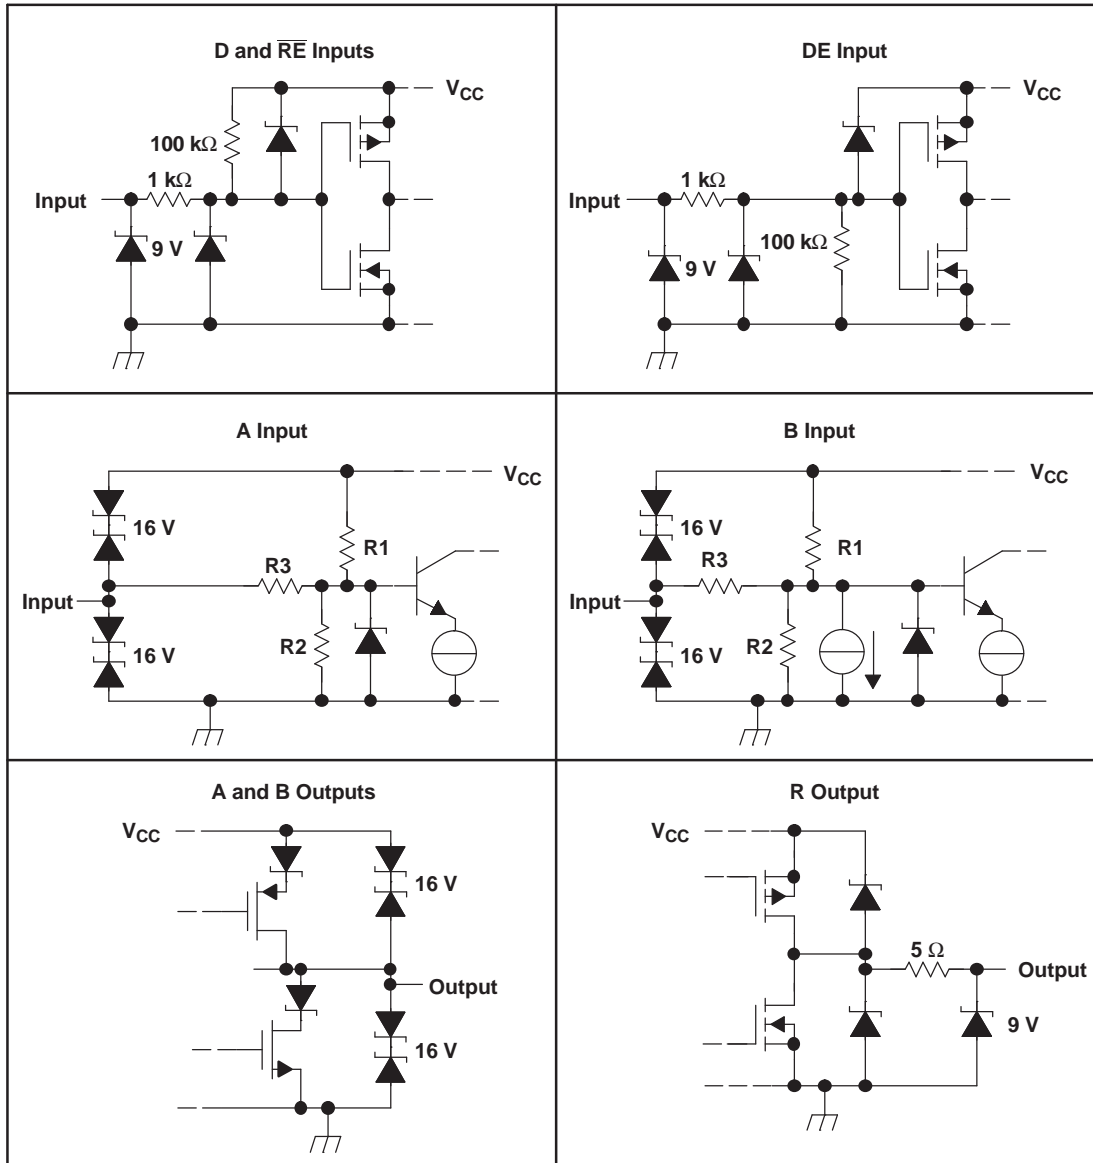 D and R̅E̅ Inputs
V_CC
100 kΩ
1 kΩ
Input
9 V
DE Input
V_CC
1 kΩ
Input
100 kΩ
9 V
A Input
V_CC
16 V
R1
R3
Input
16 V
R2
B Input
V_CC
16 V
R1
R3
Input
16 V
R2
A and B Outputs
V_CC
16 V
Output
16 V
R Output
V_CC
5 Ω
Output
9 V